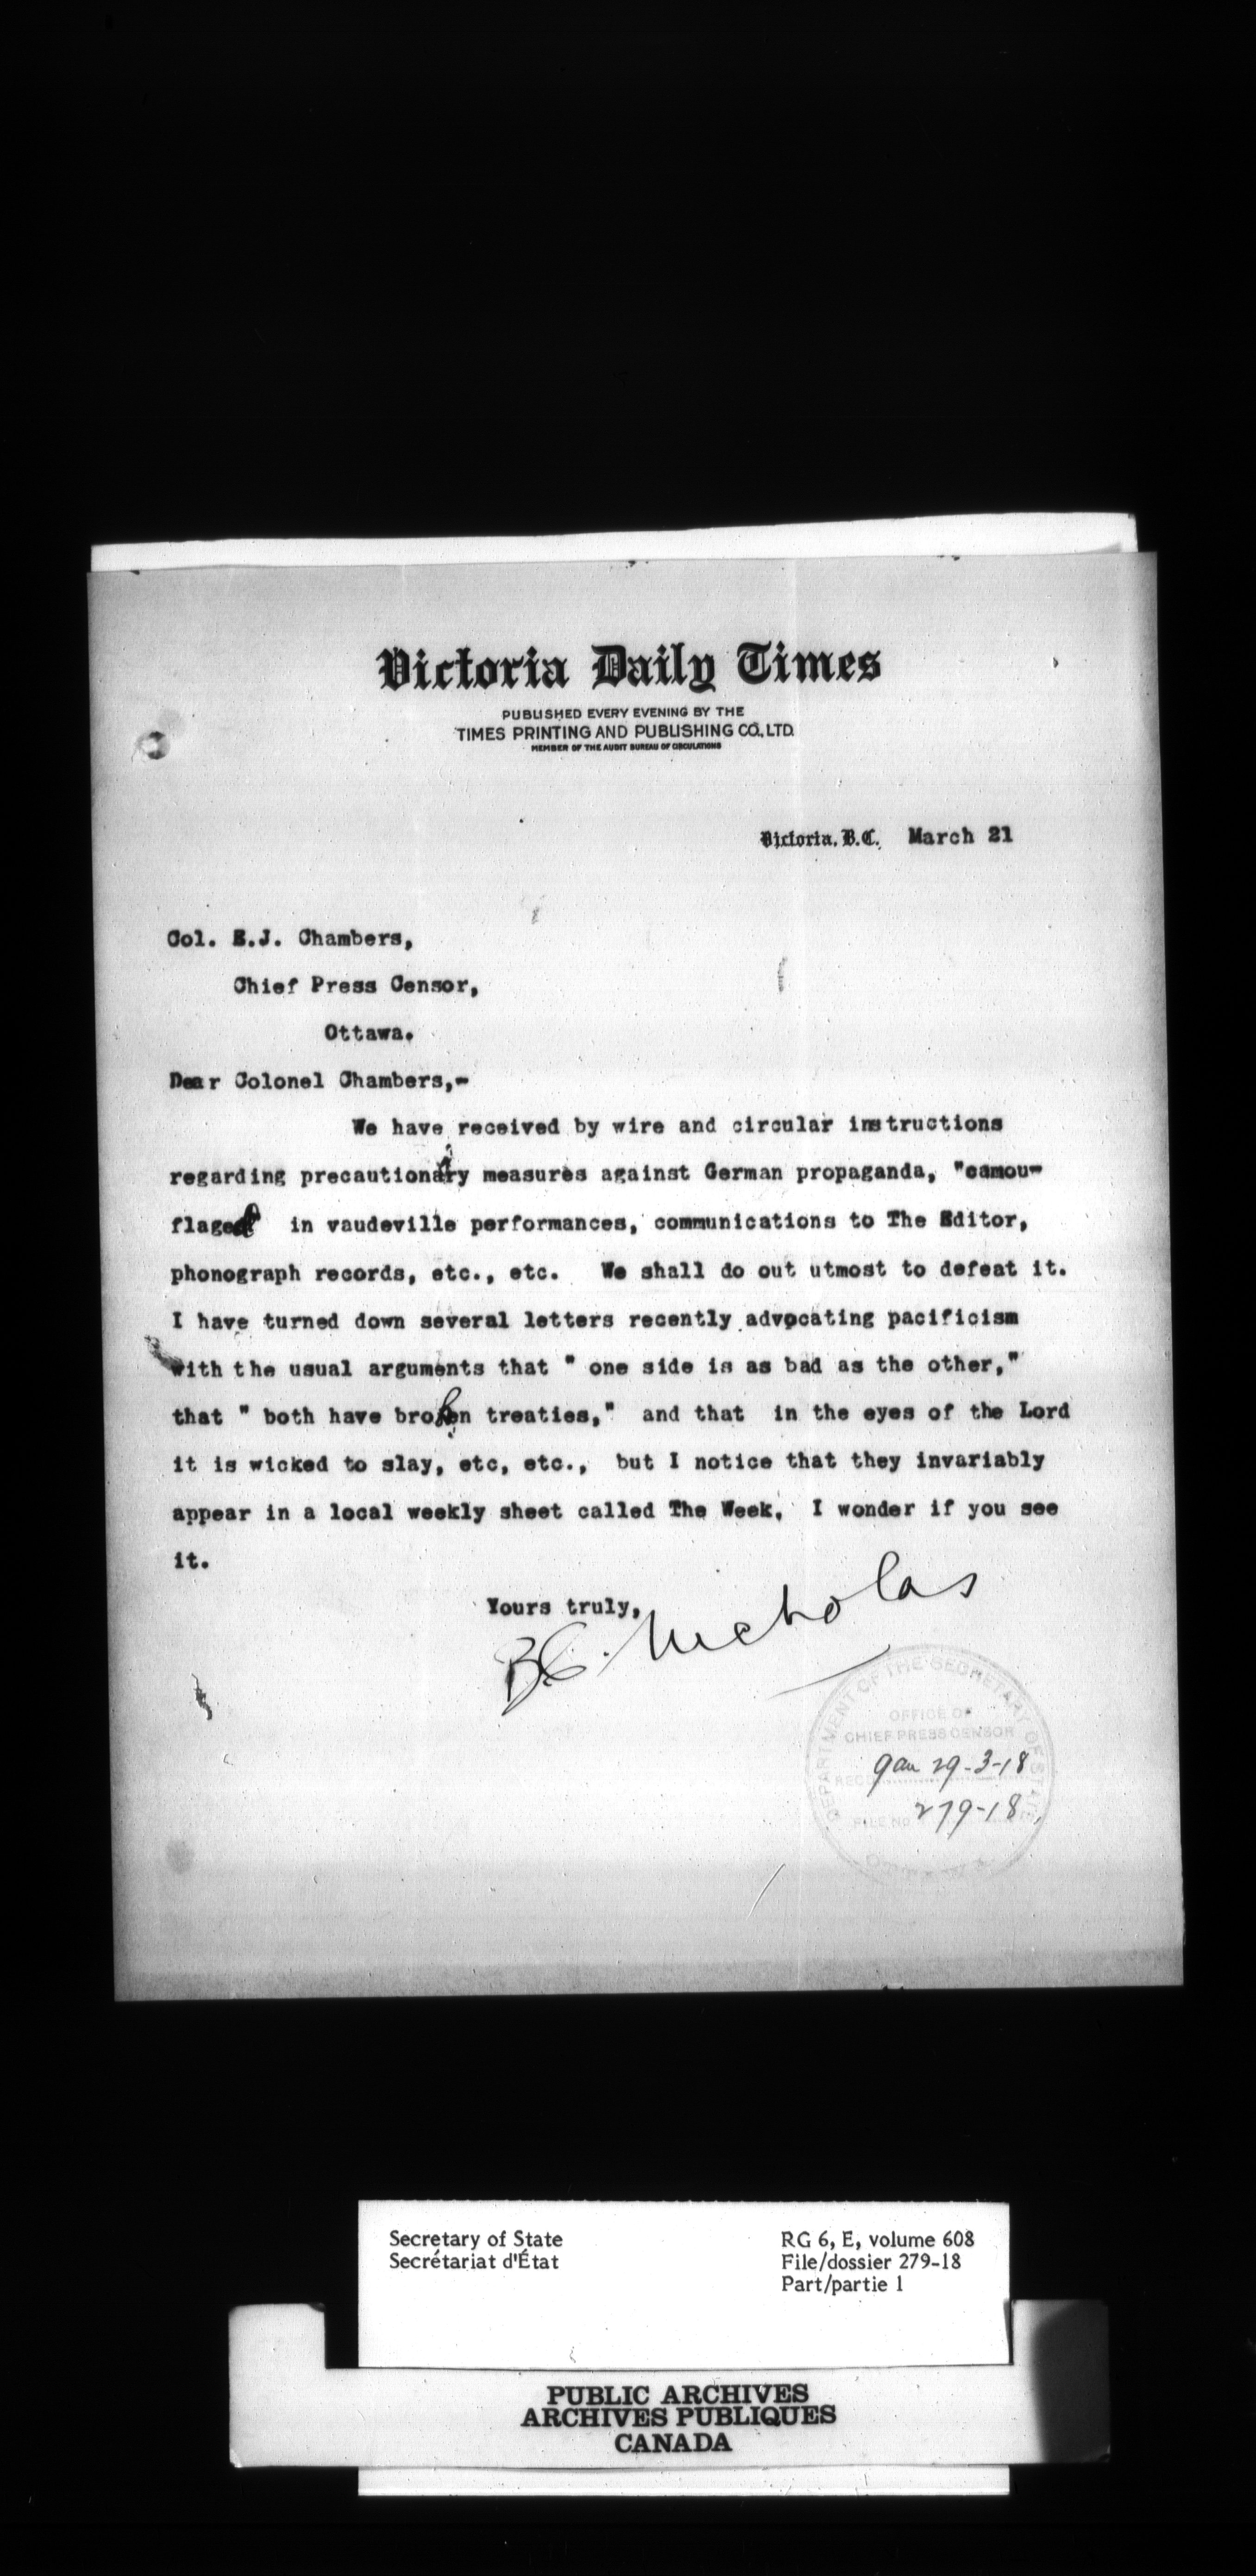 Victoria Daily Times
PUBLISHED EVERY EVENING BY THE
TIMES PRINTING AND PUBLISHING CO., LTD.
MEMBER OF THE AUDIT BUREAU OF CIRCULATIONS
Victoria, B.C. March 21
Col. E.J. Chambers,
Chief Press Censor,
Ottawa.
Dear Colonel Chambers,-
We have received by wire and circular instructions
regarding precautionary measures against German propaganda, "camou-
flaged" in vaudeville performances, communications to The Editor,
phonograph records, etc., etc. We shall do out utmost to defeat it.
I have turned down several letters recently advocating pacificism
with the usual arguments that " one side is as bad as the other,"
that " both have broken treaties," and that in the eyes of the Lord
it is wicked to slay, etc, etc., but I notice that they invariably
appear in a local weekly sheet called The Week. I wonder if you see
it.
Yours truly,
B.C. Nicholas
DEPARTMENT OF THE SECRETARY OF STATE
OFFICE OF
CHIEF PRESS CENSOR
REC'D 29-3-18
FILE No 279-18
OTTAWA
Secretary of State
Secrétariat d'État
RG 6, E, volume 608
File/dossier 279-18
Part/partie 1
PUBLIC ARCHIVES
ARCHIVES PUBLIQUES
CANADA